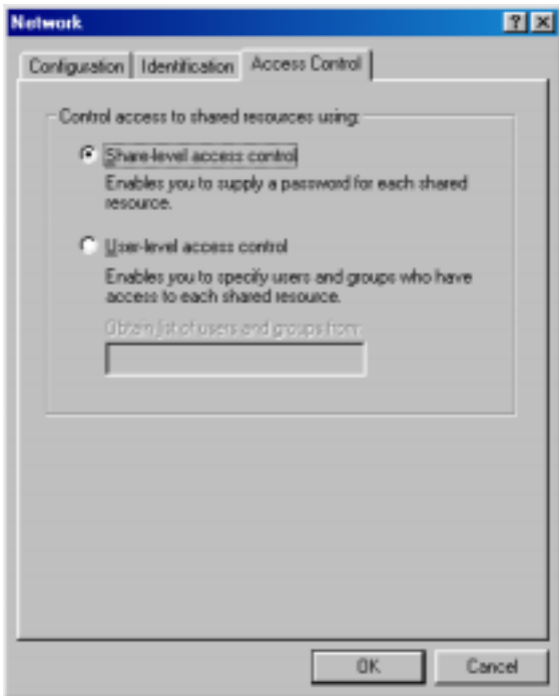 Network
Configuration Identification Access Control
Control access to shared resources using:
Share-level access control
Enables you to supply a password for each shared
resource.
User-level access control
Enables you to specify users and groups who have
access to each shared resource.
Obtain list of users and groups from:
OK Cancel